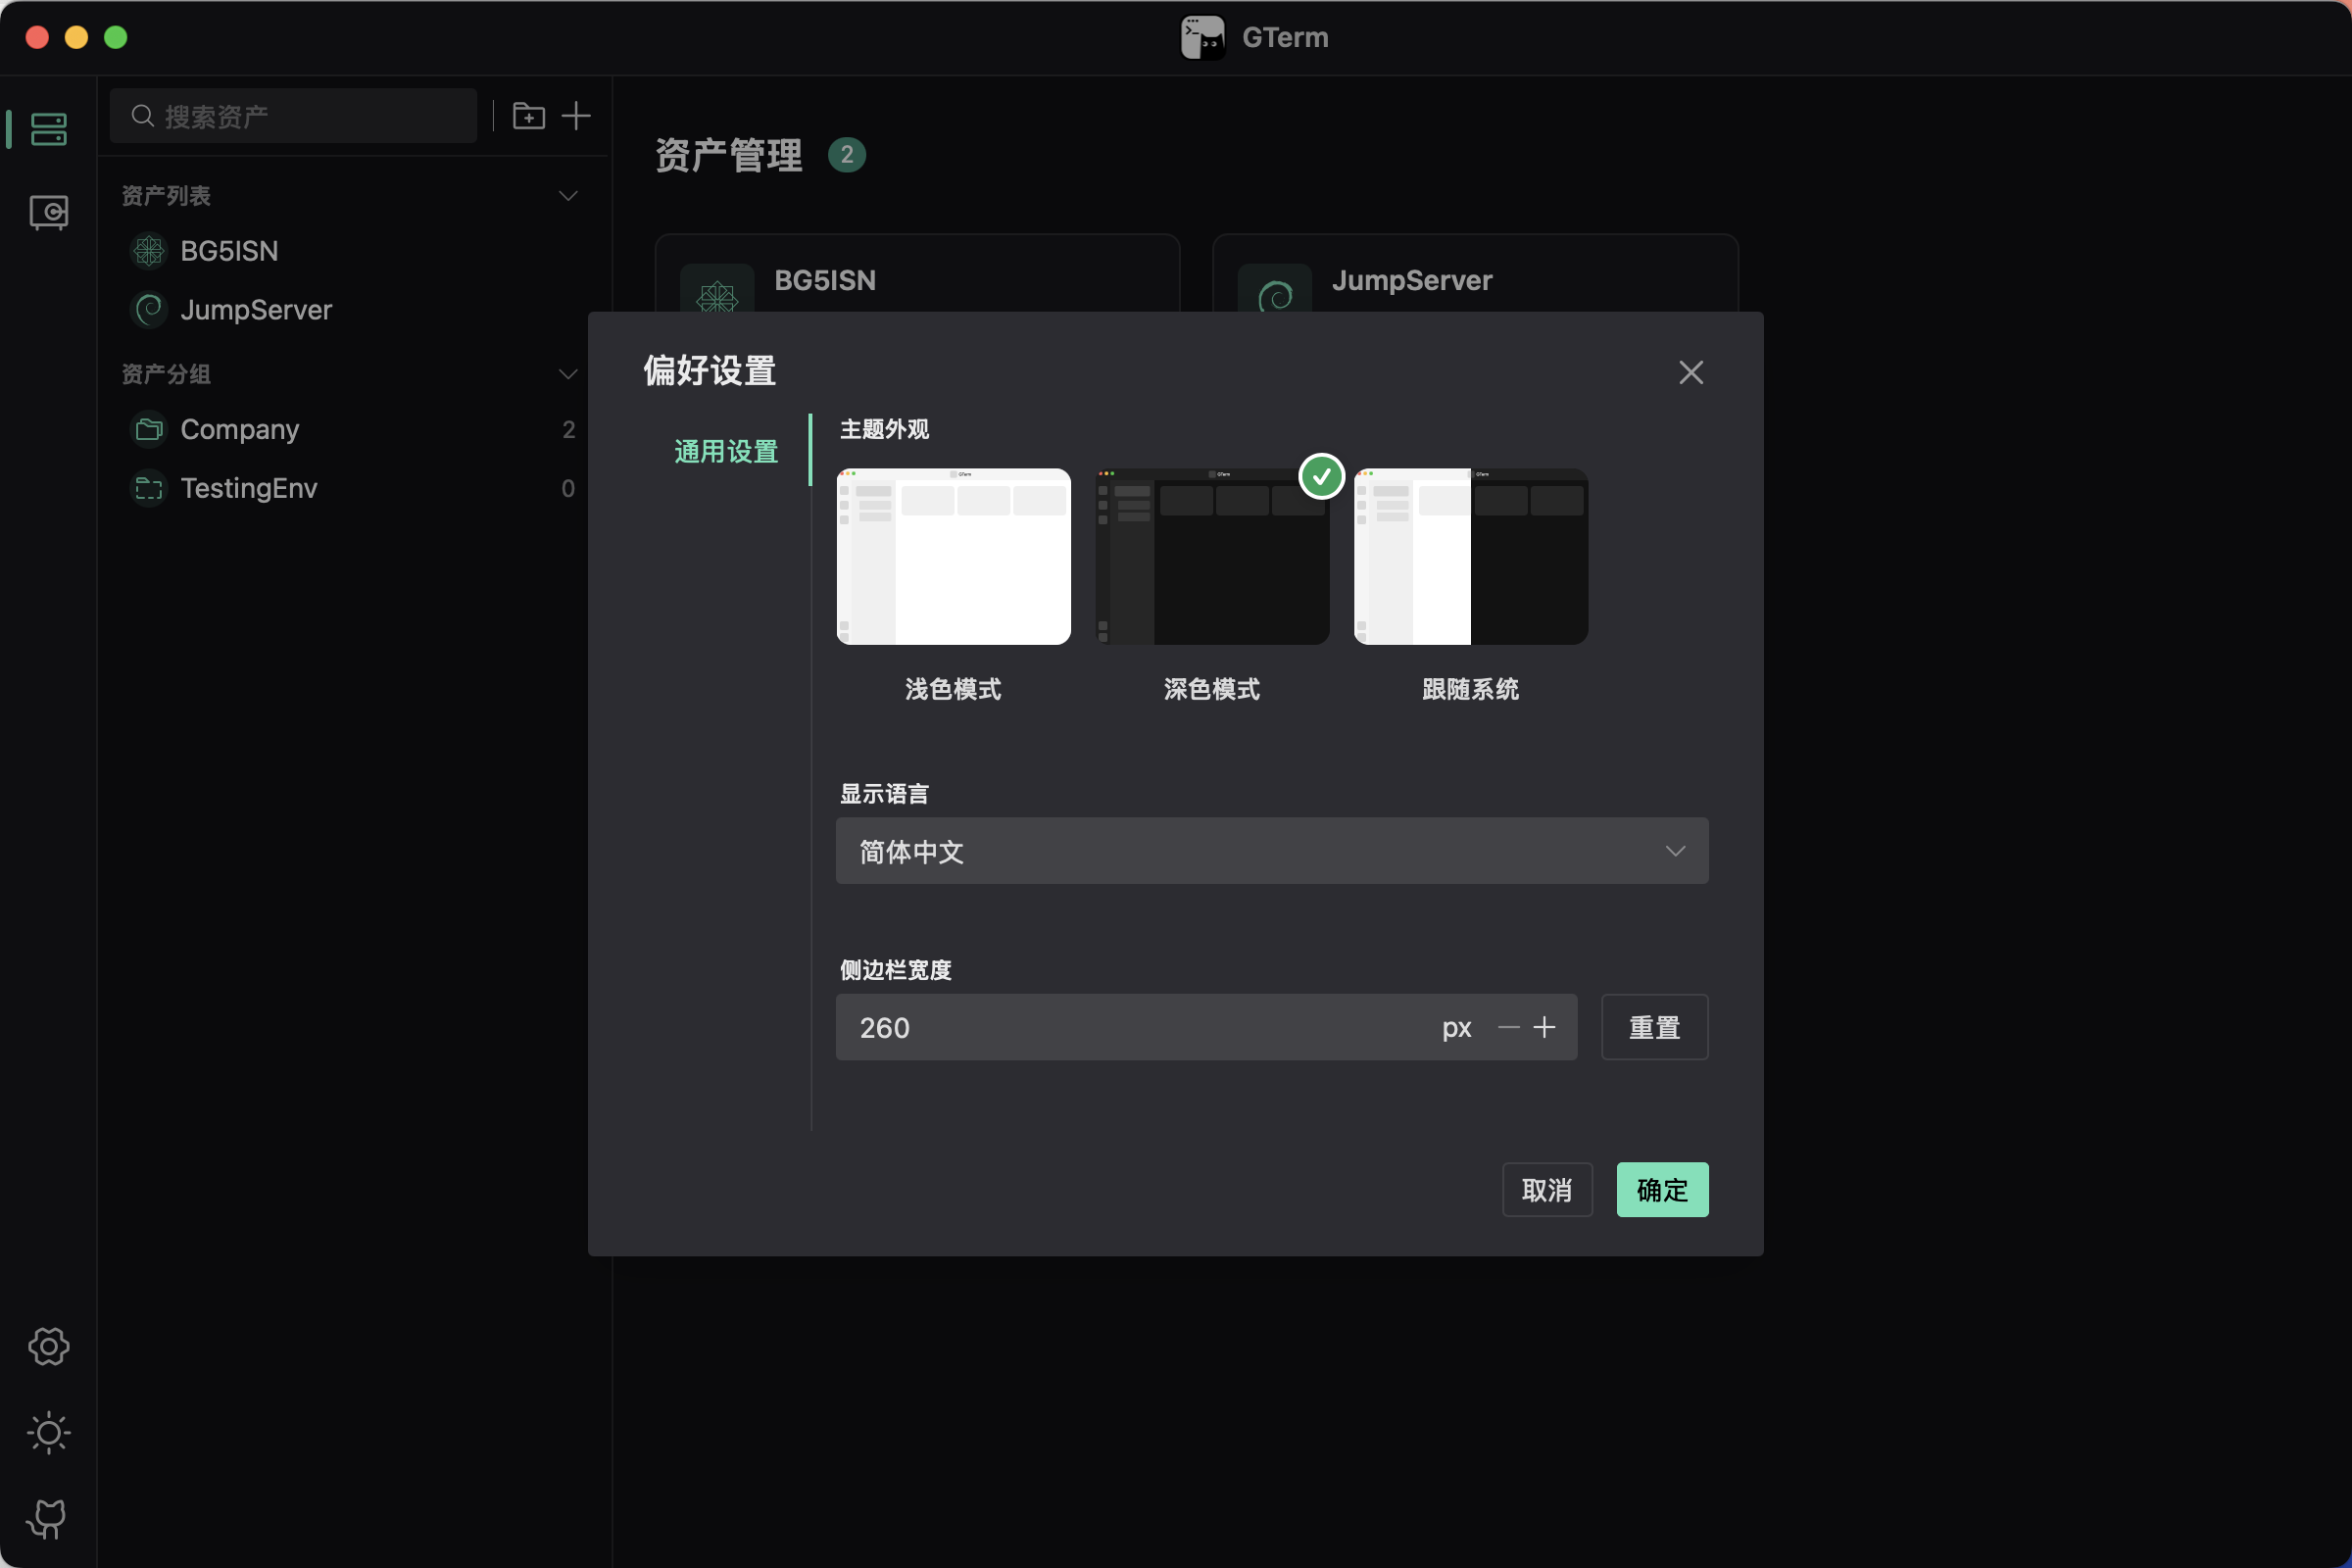 GTerm
搜索资产
资产列表
BG5ISN
JumpServer
资产分组
Company 2
TestingEnv 0
资产管理 2
BG5ISN
JumpServer
偏好设置
通用设置
主题外观
GTerm
GTerm
GTerm
浅色模式
深色模式
跟随系统
显示语言
简体中文
侧边栏宽度
260 px
重置
取消
确定